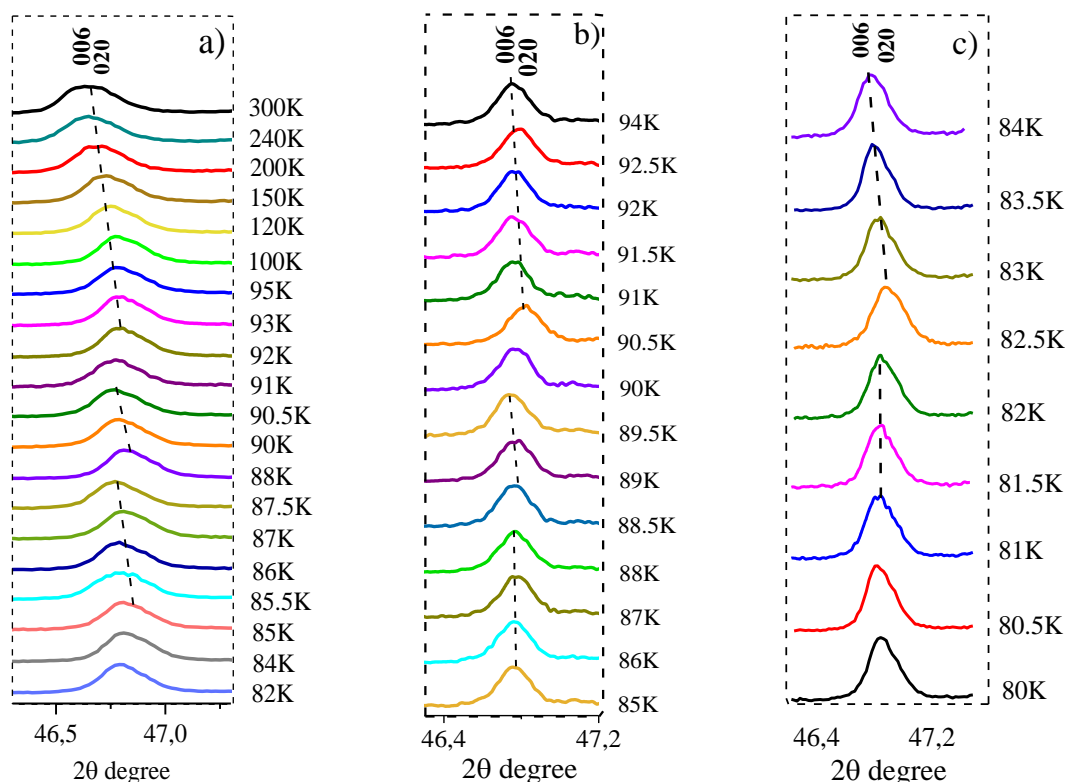 a)
006
020
300K
240K
200K
150K
120K
100K
95K
93K
92K
91K
90.5K
90K
88K
87.5K
87K
86K
85.5K
85K
84K
82K
46,5 47,0
2θ degree
b)
006
020
94K
92.5K
92K
91.5K
91K
90.5K
90K
89.5K
89K
88.5K
88K
87K
86K
85K
46,4 47,2
2θ degree
c)
006
020
84K
83.5K
83K
82.5K
82K
81.5K
81K
80.5K
80K
46,4 47,2
2θ degree